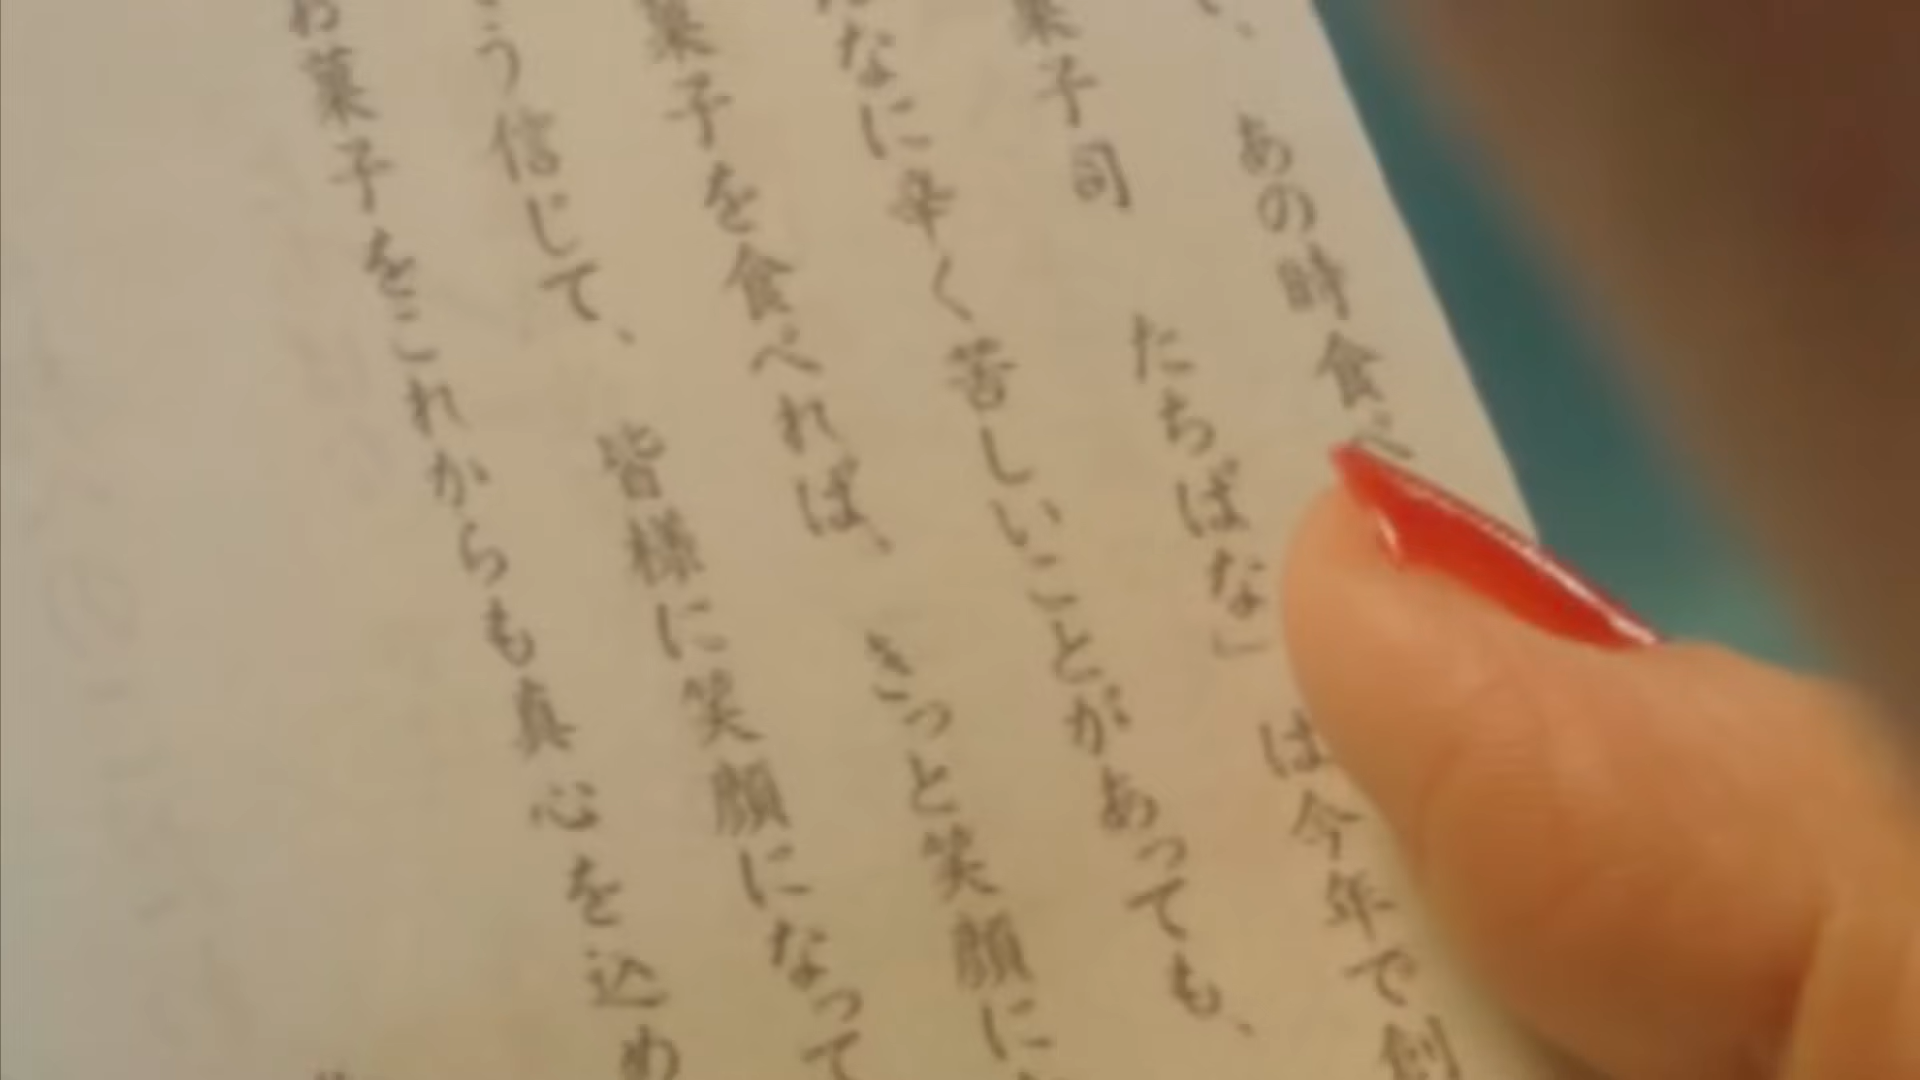 、あの時食べ
菓子司　たちばな」は今年で創
なに辛く苦しいことがあっても、
菓子を食べれば、きっと笑顔に
う信じて、皆様に笑顔になって
お菓子をこれからも真心を込め